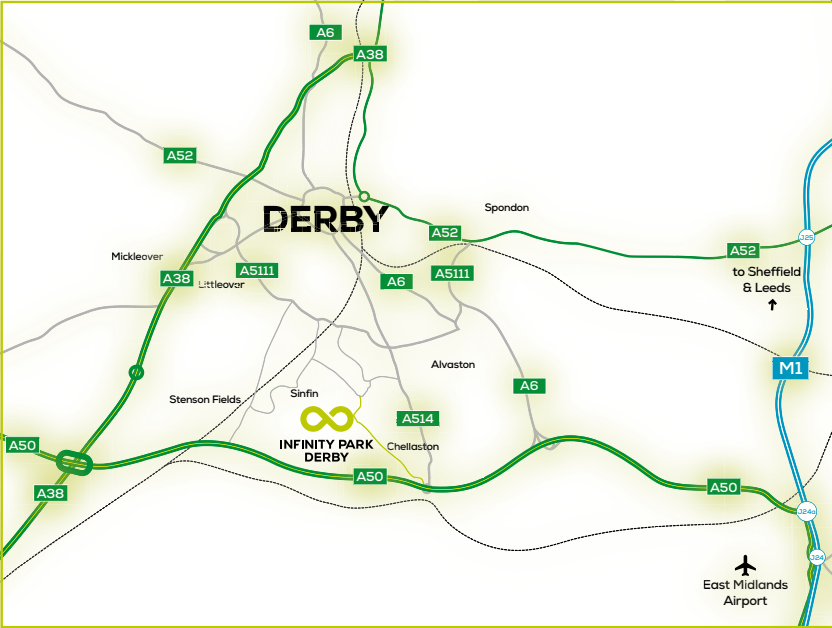 A6
A38
A52
Spondon
DERBY
A52
J25
A52
Mickleover
A38
Littleover
A5111
A6
A5111
to Sheffield
& Leeds
M1
Alvaston
A6
Stenson Fields
Sinfin
A514
INFINITY PARK
DERBY
Chellaston
A50
A50
A38
A50
J24a
J24
East Midlands
Airport